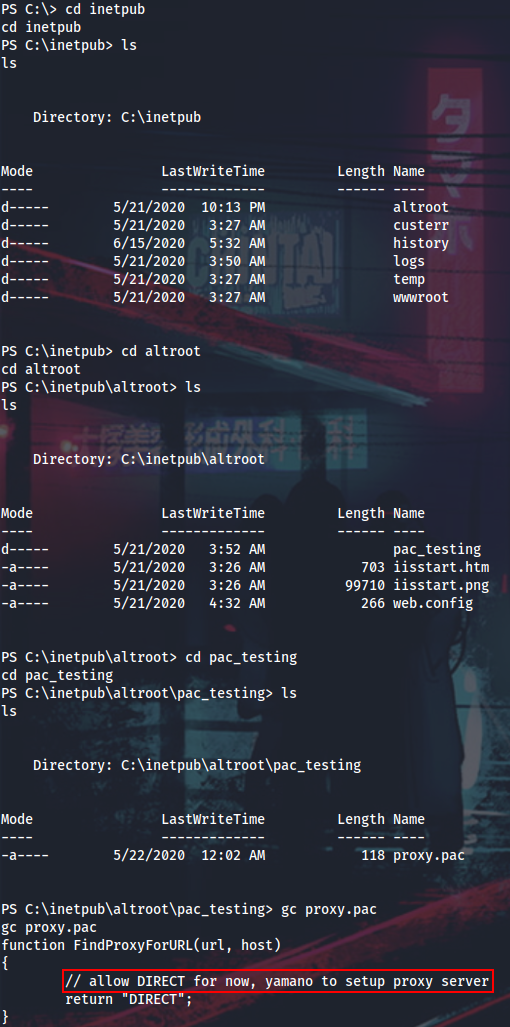 PS C:\> cd inetpub
cd inetpub
PS C:\inetpub> ls
ls
    Directory: C:\inetpub
Mode                LastWriteTime         Length Name
----                -------------         ------ ----
d-----        5/21/2020  10:13 PM                altroot
d-----        5/21/2020   3:27 AM                custerr
d-----        6/15/2020   5:32 AM                history
d-----        5/21/2020   3:50 AM                logs
d-----        5/21/2020   3:27 AM                temp
d-----        5/21/2020   3:27 AM                wwwroot
PS C:\inetpub> cd altroot
cd altroot
PS C:\inetpub\altroot> ls
ls
    Directory: C:\inetpub\altroot
Mode                LastWriteTime         Length Name
----                -------------         ------ ----
d-----        5/21/2020   3:52 AM                pac_testing
-a----        5/21/2020   3:26 AM            703 iisstart.htm
-a----        5/21/2020   3:26 AM          99710 iisstart.png
-a----        5/21/2020   4:32 AM            266 web.config
PS C:\inetpub\altroot> cd pac_testing
cd pac_testing
PS C:\inetpub\altroot\pac_testing> ls
ls
    Directory: C:\inetpub\altroot\pac_testing
Mode                LastWriteTime         Length Name
----                -------------         ------ ----
-a----        5/22/2020  12:02 AM            118 proxy.pac
PS C:\inetpub\altroot\pac_testing> gc proxy.pac
gc proxy.pac
function FindProxyForURL(url, host)
{
        // allow DIRECT for now, yamano to setup proxy server
        return "DIRECT";
}